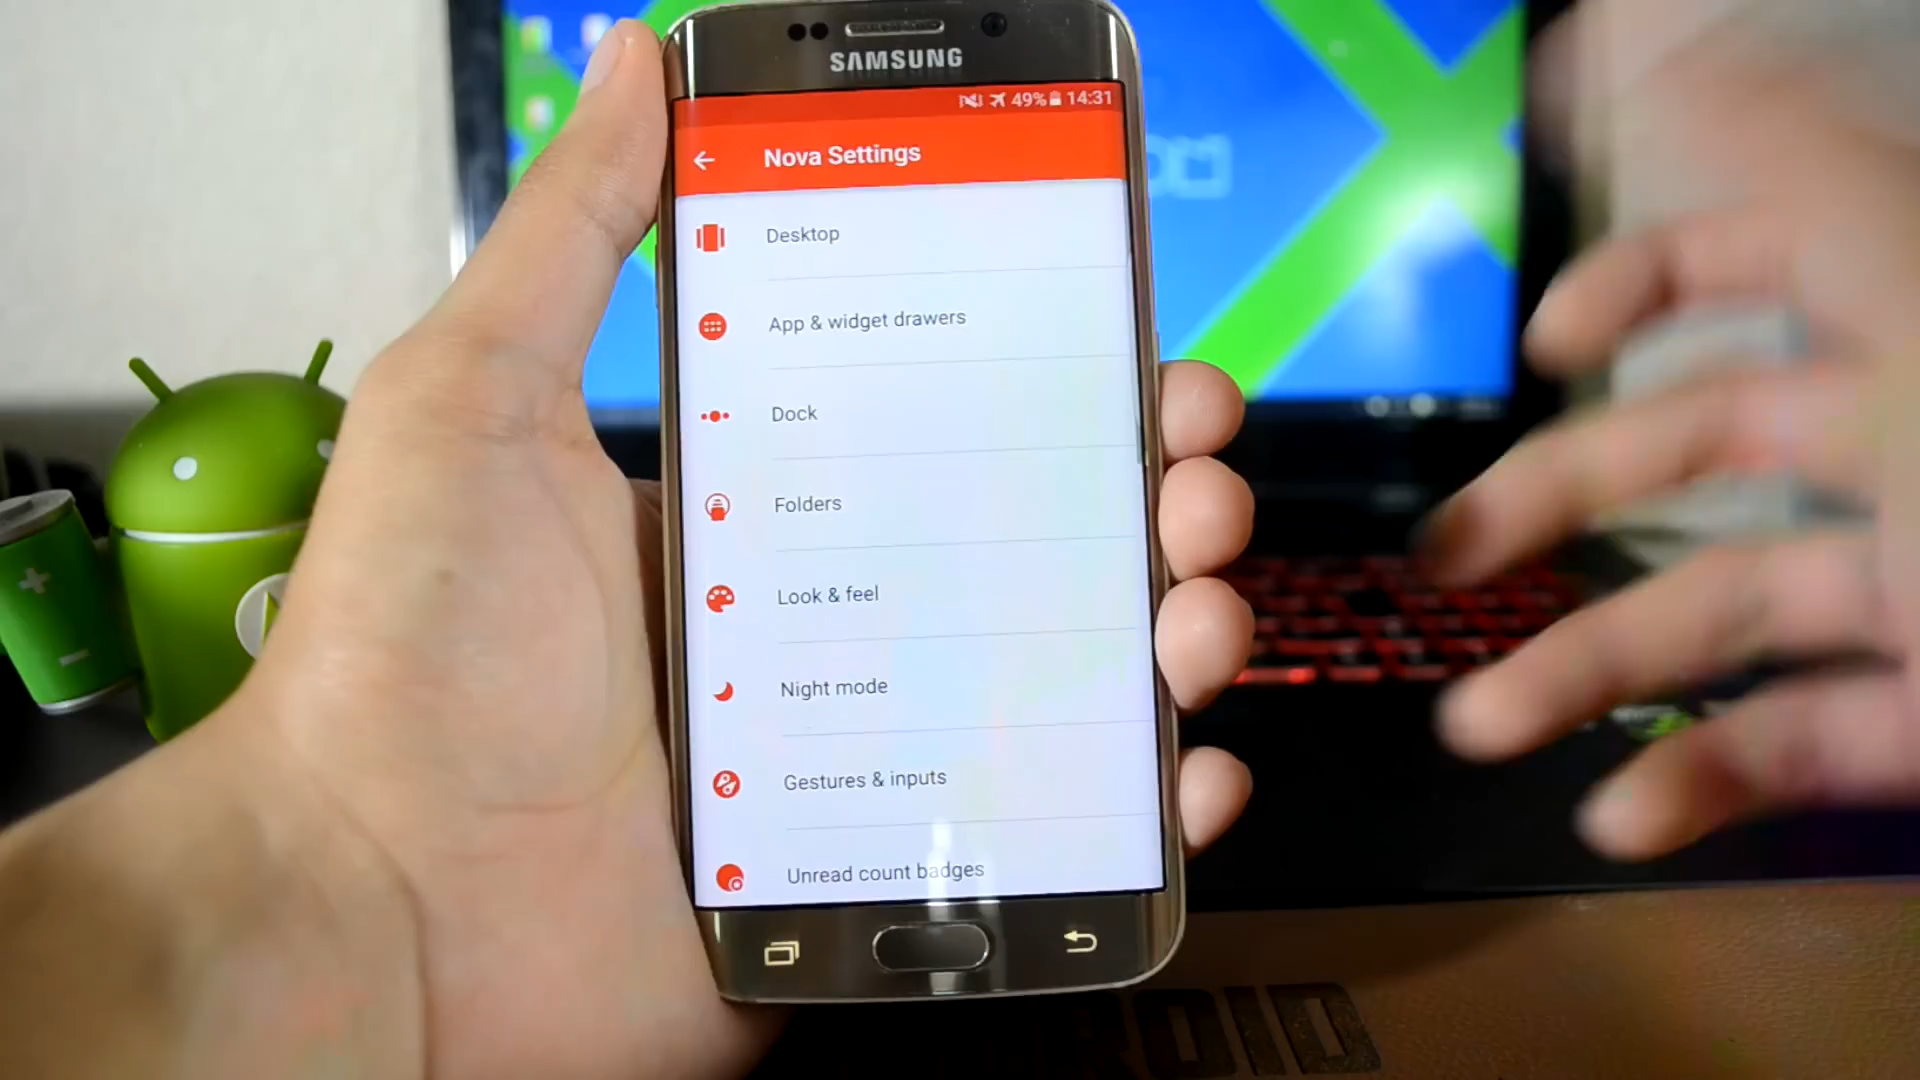 SAMSUNG
49% 14:31
Nova Settings
Desktop
App & widget drawers
Dock
Folders
Look & feel
Night mode
Gestures & inputs
Unread count badges
ROID